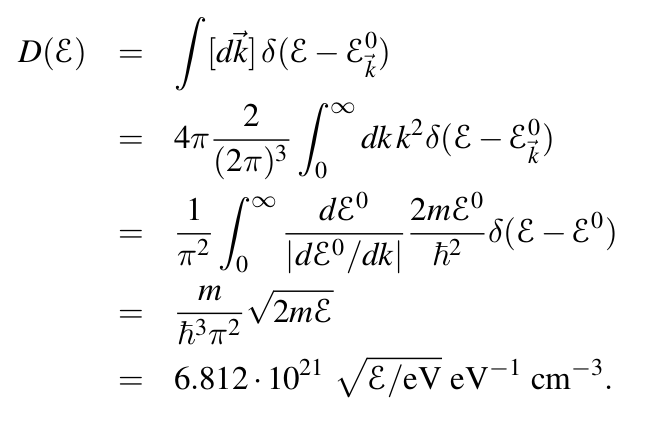 D(ℰ) = ∫[dk⃗] δ(ℰ − ℰ⁰_k⃗)
= 4π 2/(2π)³ ∫₀^∞ dk k² δ(ℰ − ℰ⁰_k⃗)
= 1/π² ∫₀^∞ dℰ⁰/|dℰ⁰/dk| 2mℰ⁰/ħ² δ(ℰ − ℰ⁰)
= m/ħ³π² √(2mℰ)
= 6.812 · 10²¹ √(ℰ/eV) eV⁻¹ cm⁻³.